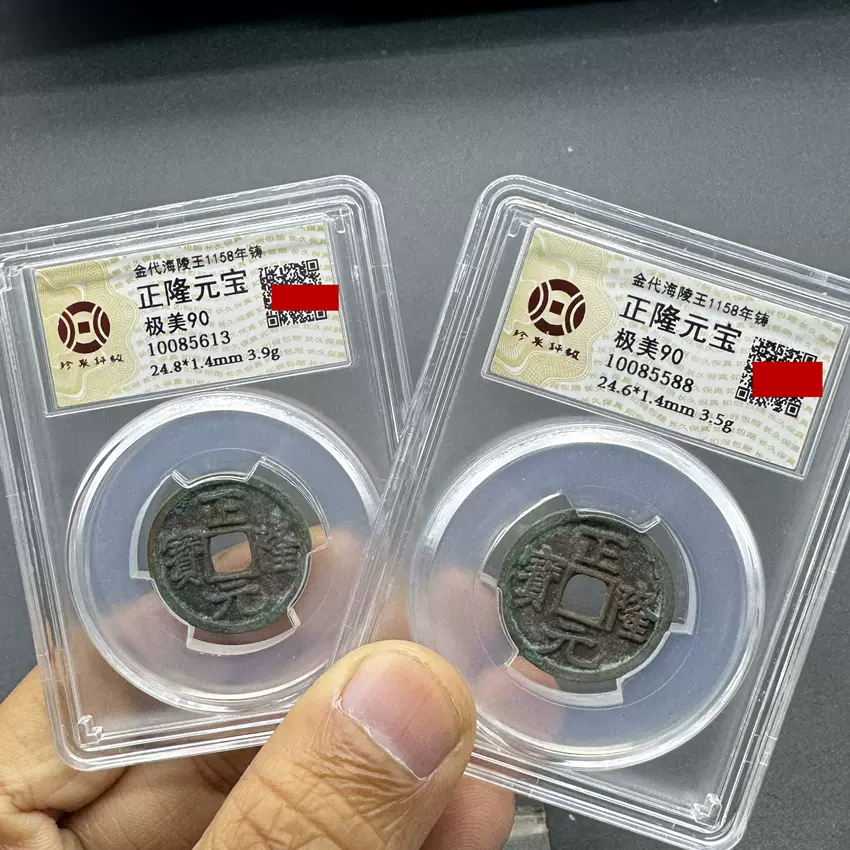 金代海陵王1158年铸
正隆元宝
极美90
10085613
24.8*1.4mm 3.9g
珍泉评级
正隆元寳
金代海陵王1158年铸
正隆元宝
极美90
10085588
24.6*1.4mm 3.5g
珍泉评级
正隆元寳